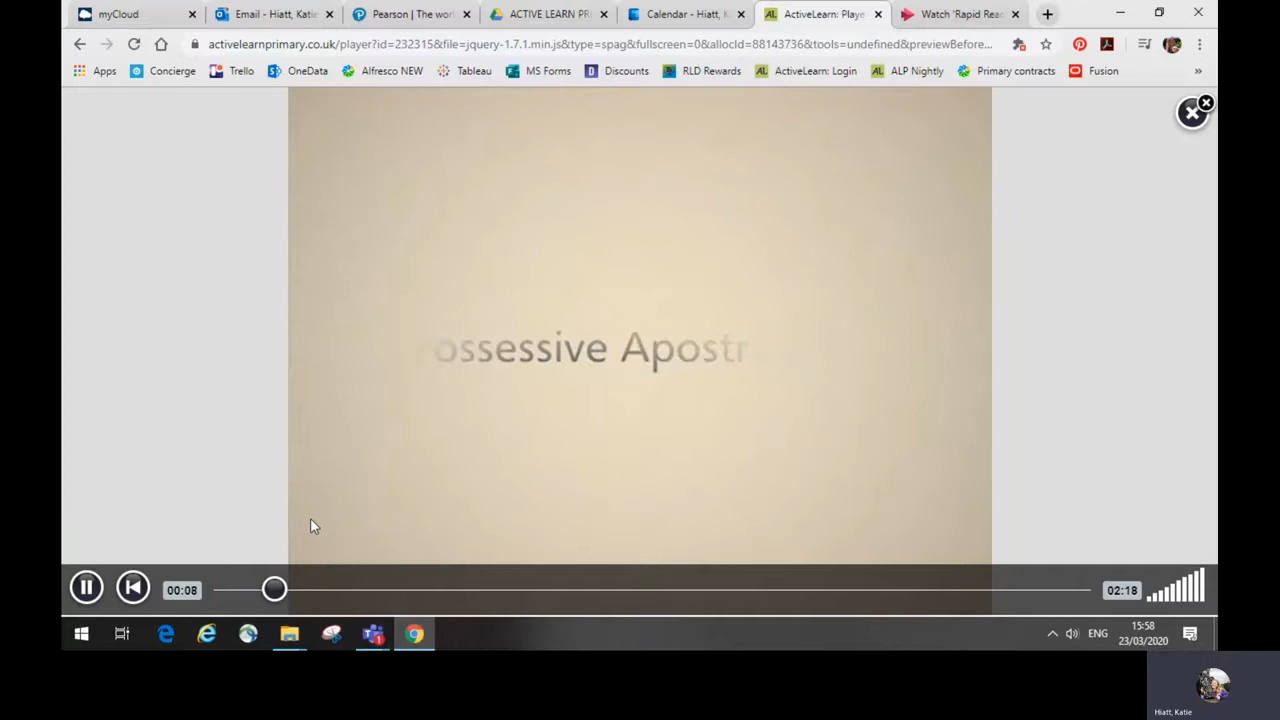 myCloud
Email - Hiatt, Katie
Pearson | The worl
ACTIVE LEARN PR
Calendar - Hiatt, K
ActiveLearn: Playe
Watch 'Rapid Rea
activelearnprimary.co.uk/player?id=232315&file=jquery-1.7.1.min.js&type=spag&fullscreen=0&allocId=88143736&tools=undefined&previewBefore...
Apps
Concierge
Trello
OneData
Alfresco NEW
Tableau
MS Forms
Discounts
RLD Rewards
ActiveLearn: Login
ALP Nightly
Primary contracts
Fusion
»
ossessive Apostr
00:08
02:18
ENG
15:58
23/03/2020
Hiatt, Katie